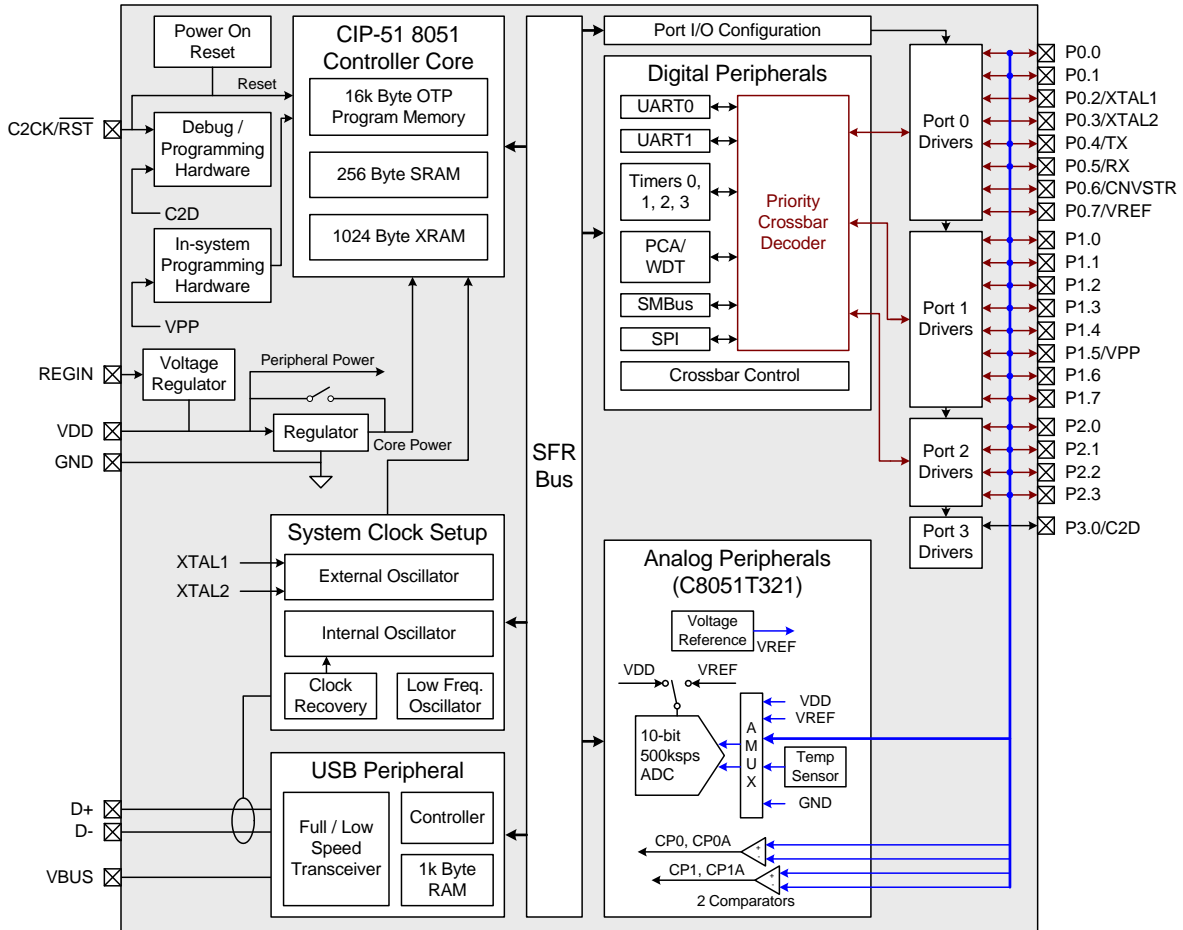 Power On
Reset
Reset
C2CK/RST
Debug /
Programming
Hardware
C2D
In-system
Programming
Hardware
VPP
CIP-51 8051
Controller Core
16k Byte OTP
Program Memory
256 Byte SRAM
1024 Byte XRAM
REGIN
Voltage
Regulator
Peripheral Power
VDD
Regulator
Core Power
GND
System Clock Setup
XTAL1
XTAL2
External Oscillator
Internal Oscillator
Clock
Recovery
Low Freq.
Oscillator
USB Peripheral
D+
D-
VBUS
Full / Low
Speed
Transceiver
Controller
1k Byte
RAM
SFR
Bus
Port I/O Configuration
Digital Peripherals
UART0
UART1
Timers 0,
1, 2, 3
PCA/
WDT
SMBus
SPI
Priority
Crossbar
Decoder
Crossbar Control
Port 0
Drivers
Port 1
Drivers
Port 2
Drivers
Port 3
Drivers
P0.0
P0.1
P0.2/XTAL1
P0.3/XTAL2
P0.4/TX
P0.5/RX
P0.6/CNVSTR
P0.7/VREF
P1.0
P1.1
P1.2
P1.3
P1.4
P1.5/VPP
P1.6
P1.7
P2.0
P2.1
P2.2
P2.3
P3.0/C2D
Analog Peripherals
(C8051T321)
Voltage
Reference
VREF
VDD
VREF
10-bit
500ksps
ADC
A
M
U
X
VDD
VREF
Temp
Sensor
GND
CP0, CP0A
+
-
CP1, CP1A
+
-
2 Comparators